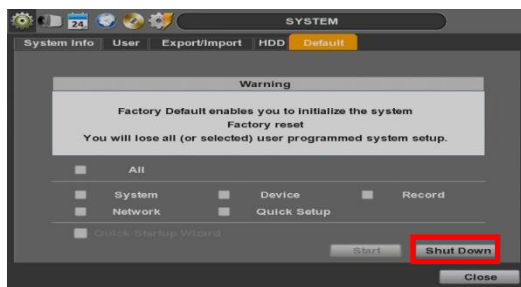 24
SYSTEM
System Info User Export/Import HDD Default
Warning
Factory Default enables you to initialize the system
Factory reset
You will lose all (or selected) user programmed system setup.
All
System Device Record
Network Quick Setup
Quick Startup Wizard
Start Shut Down
Close